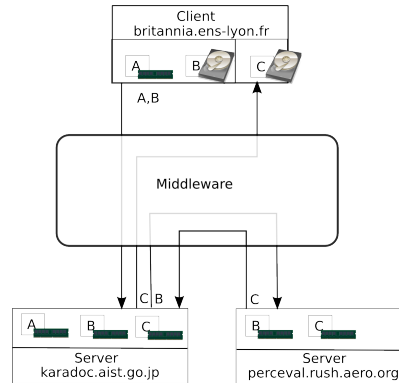 Client
britannia.ens-lyon.fr
A B C
A,B
Middleware
C B C
A B C B C
Server Server
karadoc.aist.go.jp perceval.rush.aero.org